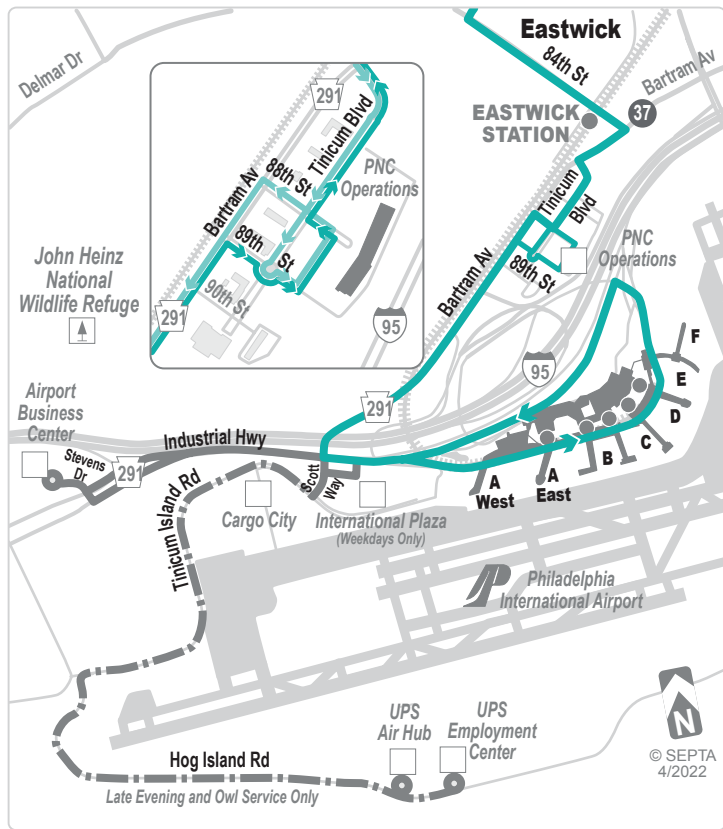 Eastwick
84th St
Delmar Dr
Bartram Av
37
EASTWICK
STATION
291
Tinicum Blvd
PNC
Operations
88th St
Bartram Av
89th St
90th St
291
95
Tinicum
Blvd
89th St
PNC
Operations
Bartram Av
John Heinz
National
Wildlife Refuge
95
291
F
E
D
C
B
A
East
A
West
Airport
Business
Center
Stevens
Dr
291
Industrial Hwy
Scott
Way
Tinicum Island Rd
Cargo City
International Plaza
(Weekdays Only)
Philadelphia
International Airport
UPS
Air Hub
UPS
Employment
Center
Hog Island Rd
Late Evening and Owl Service Only
N
© SEPTA
4/2022